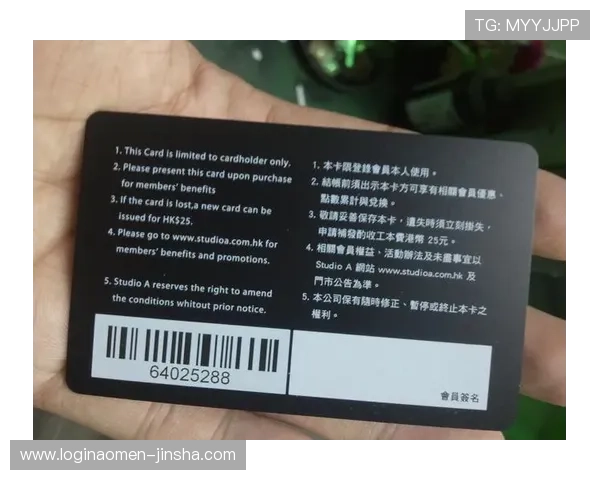 TG: MYYJJPP
1. This Card is limited to cardholder only.
2. Please present this card upon purchase
for members' benefits
3. If the card is lost,a new card can be
issued for HK$25.
4. Please go to www.studioa.com.hk for
members' benefits and promotions.
5. Studio A reserves the right to amend
the conditions whitout prior notice.
1. 本卡限登錄會員本人使用。
2. 結帳前須出示本卡方可享有相關會員優惠、
點數累計與兌換。
3. 敬請妥善保存本卡，遺失時須立刻掛失，
申請補發酌收工本費港幣 25元。
4. 相關會員權益、活動辦法及未盡事宜以
Studio A 網站 www.studioa.com.hk 及
門市公告為準。
5. 本公司保有隨時修正、暫停或終止本卡之
權利。
64025288
會員簽名
www.loginaomen-jinsha.com